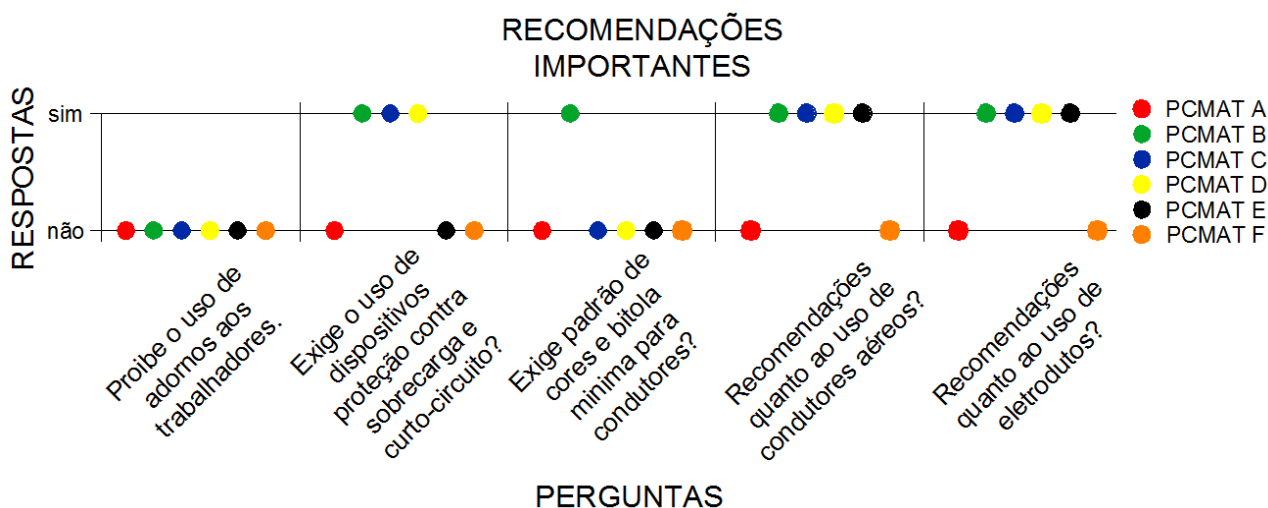 RECOMENDAÇÕES
IMPORTANTES
RESPOSTAS
sim
não
PCMAT A
PCMAT B
PCMAT C
PCMAT D
PCMAT E
PCMAT F
Proibe o uso de
adornos aos
trabalhadores.
Exige o uso de
dispositivos
proteção contra
sobrecarga e
curto-circuito?
Exige padrão de
cores e bitola
minima para
condutores?
Recomendações
quanto ao uso de
condutores aéreos?
Recomendações
quanto ao uso de
eletrodutos?
PERGUNTAS